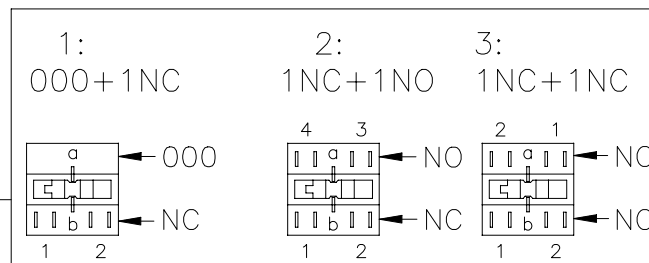 1:
000+1NC
a
000
b
NC
1 2
2:
1NC+1NO
4 3
a
NO
b
NC
1 2
3:
1NC+1NC
2 1
a
NC
b
NC
1 2